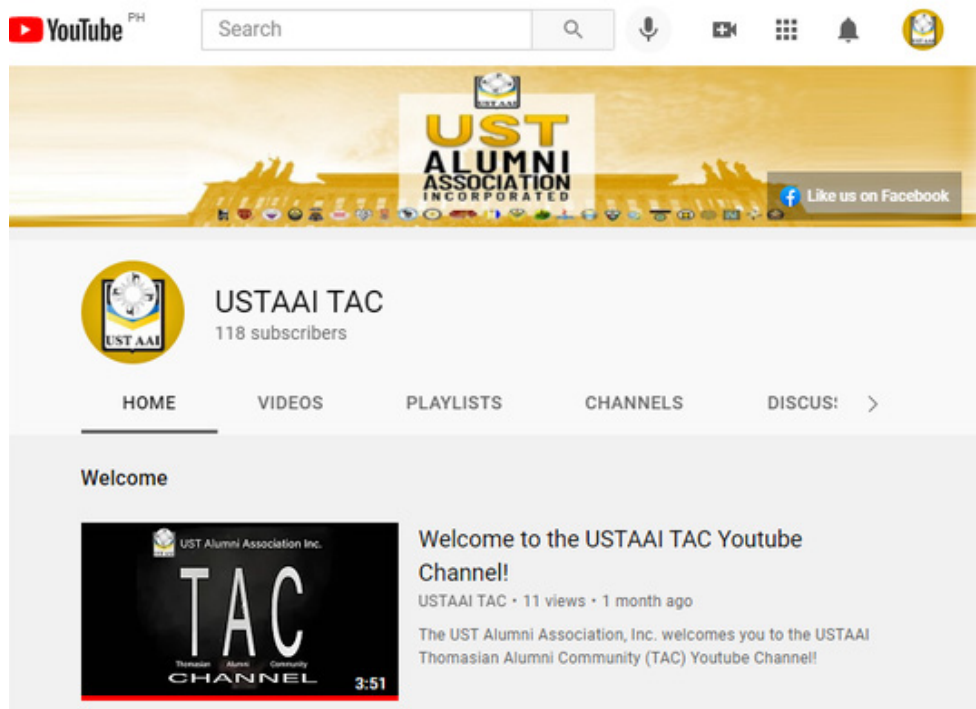 YouTube PH
Search
UST AAI
UST
ALUMNI
ASSOCIATION
INCORPORATED
Like us on Facebook
UST AAI
USTAAI TAC
118 subscribers
HOME VIDEOS PLAYLISTS CHANNELS DISCUS
Welcome
UST Alumni Association Inc.
TAC
Thomasian Alumni Community
CHANNEL
3:51
Welcome to the USTAAI TAC Youtube
Channel!
USTAAI TAC • 11 views • 1 month ago
The UST Alumni Association, Inc. welcomes you to the USTAAI
Thomasian Alumni Community (TAC) Youtube Channel!